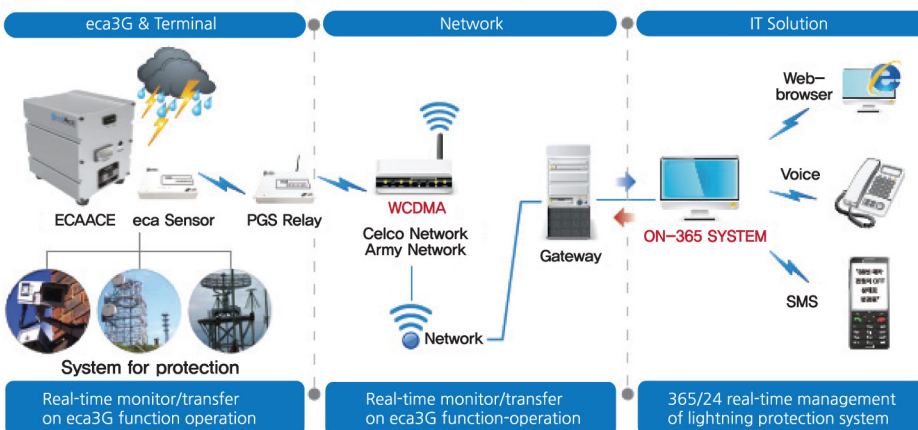 eca3G & Terminal
Network
IT Solution
ECAACE
eca Sensor
PGS Relay
System for protection
WCDMA
Celco Network
Army Network
Network
Gateway
ON-365 SYSTEM
Web-
browser
Voice
SMS
Real-time monitor/transfer
on eca3G function operation
Real-time monitor/transfer
on eca3G function-operation
365/24 real-time management
of lightning protection system